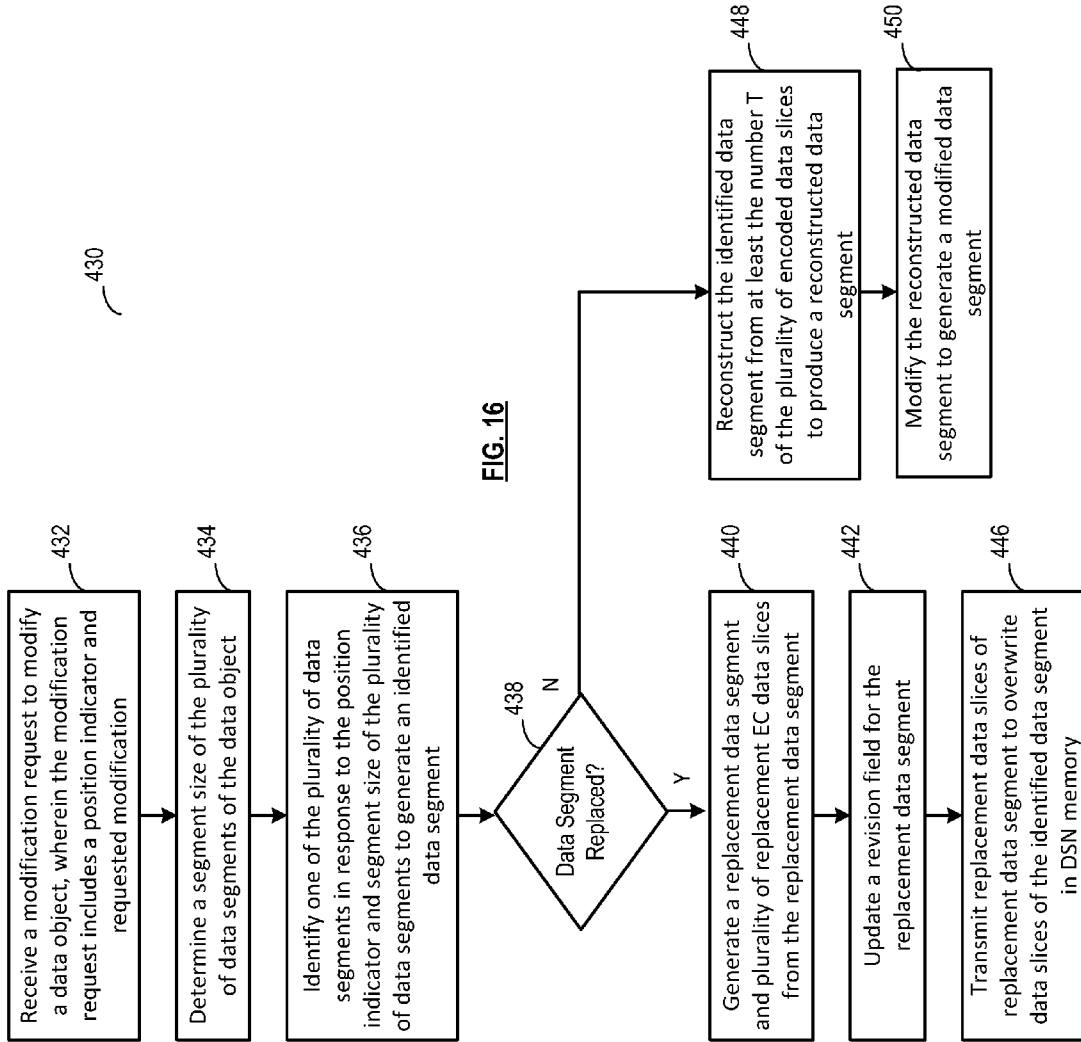 430
432
Receive a modification request to modify
a data object, wherein the modification
request includes a position indicator and
requested modification
434
Determine a segment size of the plurality
of data segments of the data object
436
Identify one of the plurality of data
segments in response to the position
indicator and segment size of the plurality
of data segments to generate an identified
data segment
438
Data Segment
Replaced?
N
Y
440
Generate a replacement data segment
and plurality of replacement EC data slices
from the replacement data segment
442
Update a revision field for the
replacement data segment
446
Transmit replacement data slices of
replacement data segment to overwrite
data slices of the identified data segment
in DSN memory
448
Reconstruct the identified data
segment from at least the number T
of the plurality of encoded data slices
to produce a reconstructed data
segment
450
Modify the reconstructed data
segment to generate a modified data
segment
FIG. 16